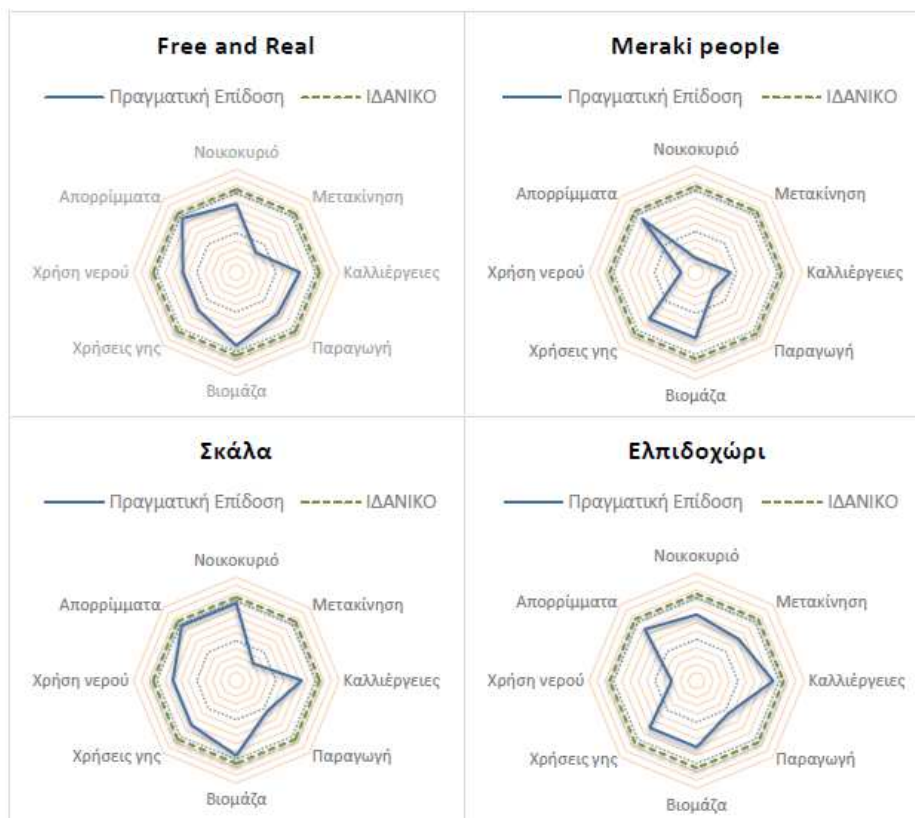 Free and Real
Πραγματική Επίδοση ΙΔΑΝΙΚΟ
Νοικοκυριό
Απορρίμματα Μετακίνηση
Χρήση νερού Καλλιέργειες
Χρήσεις γης Παραγωγή
Βιομάζα
Meraki people
Πραγματική Επίδοση ΙΔΑΝΙΚΟ
Νοικοκυριό
Απορρίμματα Μετακίνηση
Χρήση νερού Καλλιέργειες
Χρήσεις γης Παραγωγή
Βιομάζα
Σκάλα
Πραγματική Επίδοση ΙΔΑΝΙΚΟ
Νοικοκυριό
Απορρίμματα Μετακίνηση
Χρήση νερού Καλλιέργειες
Χρήσεις γης Παραγωγή
Βιομάζα
Ελπιδοχώρι
Πραγματική Επίδοση ΙΔΑΝΙΚΟ
Νοικοκυριό
Απορρίμματα Μετακίνηση
Χρήση νερού Καλλιέργειες
Χρήσεις γης Παραγωγή
Βιομάζα